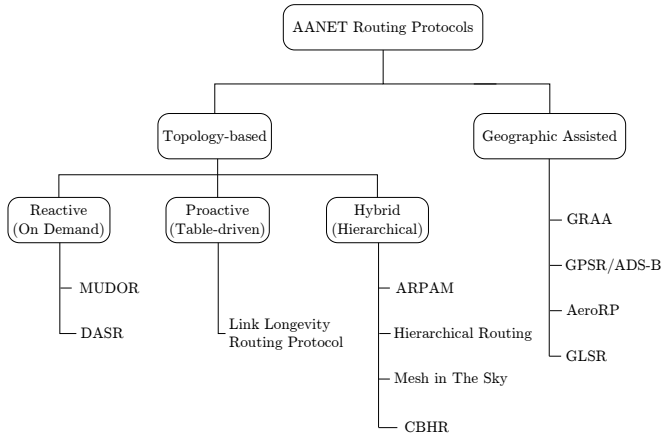 AANET Routing Protocols
Topology-based
Geographic Assisted
Reactive
(On Demand)
Proactive
(Table-driven)
Hybrid
(Hierarchical)
MUDOR
DASR
Link Longevity
Routing Protocol
ARPAM
Hierarchical Routing
Mesh in The Sky
CBHR
GRAA
GPSR/ADS-B
AeroRP
GLSR